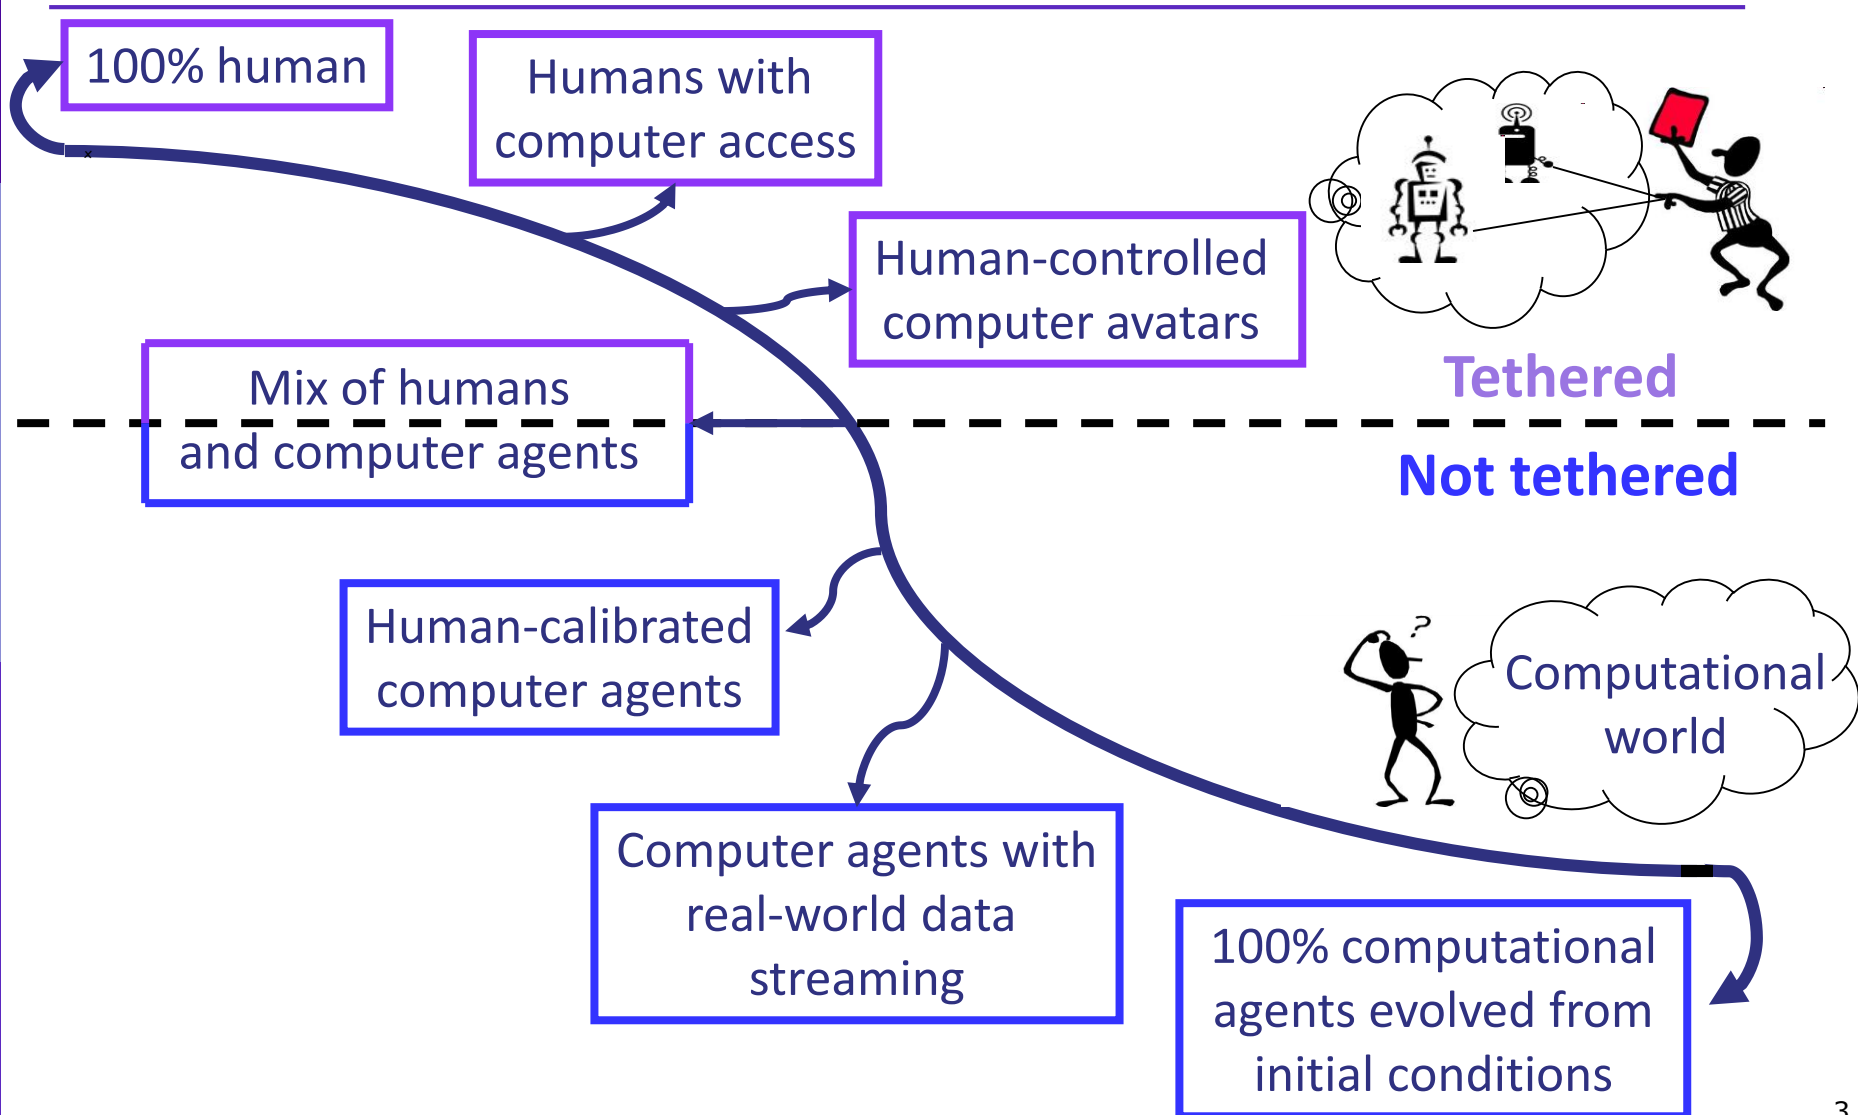 100% human
Humans with
computer access
Human-controlled
computer avatars
Tethered
Mix of humans
and computer agents
Not tethered
Human-calibrated
computer agents
?
Computational
world
Computer agents with
real-world data
streaming
100% computational
agents evolved from
initial conditions
3